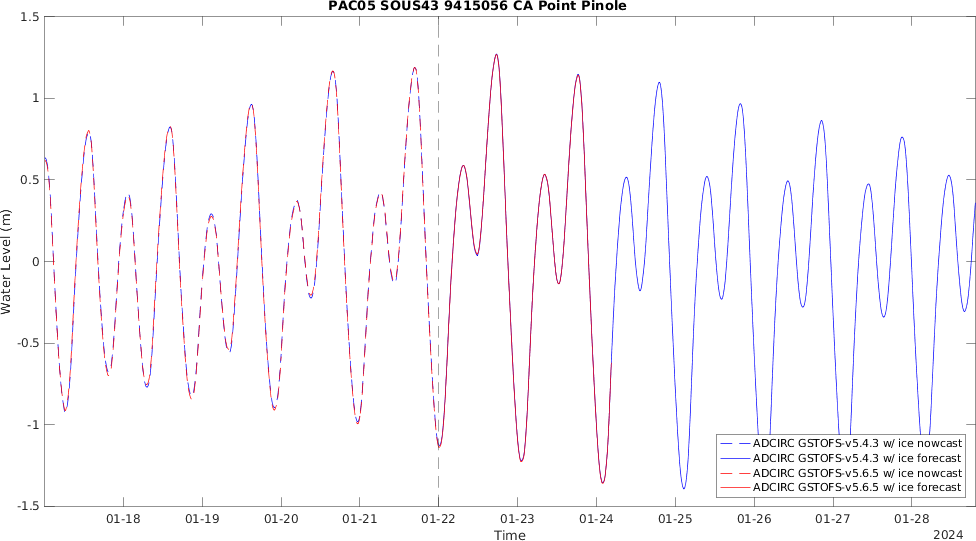 PAC05 SOUS43 9415056 CA Point Pinole
1.5
1
0.5
0
-0.5
-1
-1.5
Water Level (m)
01-18 01-19 01-20 01-21 01-22 01-23 01-24 01-25 01-26 01-27 01-28
Time
2024
ADCIRC GSTOFS-v5.4.3 w/ ice nowcast
ADCIRC GSTOFS-v5.4.3 w/ ice forecast
ADCIRC GSTOFS-v5.6.5 w/ ice nowcast
ADCIRC GSTOFS-v5.6.5 w/ ice forecast